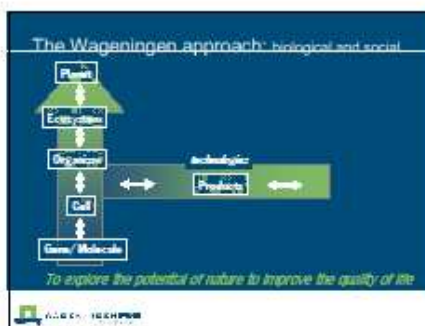 The Wageningen approach: biological and social
Planet
Ecosystem
Organism
technologies
Products
Cell
Gene/Molecule
To explore the potential of nature to improve the quality of life